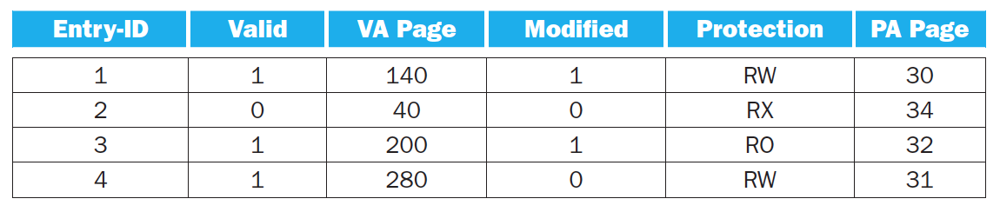 Entry-ID Valid VA Page Modified Protection PA Page
1 1 140 1 RW 30
2 0 40 0 RX 34
3 1 200 1 RO 32
4 1 280 0 RW 31